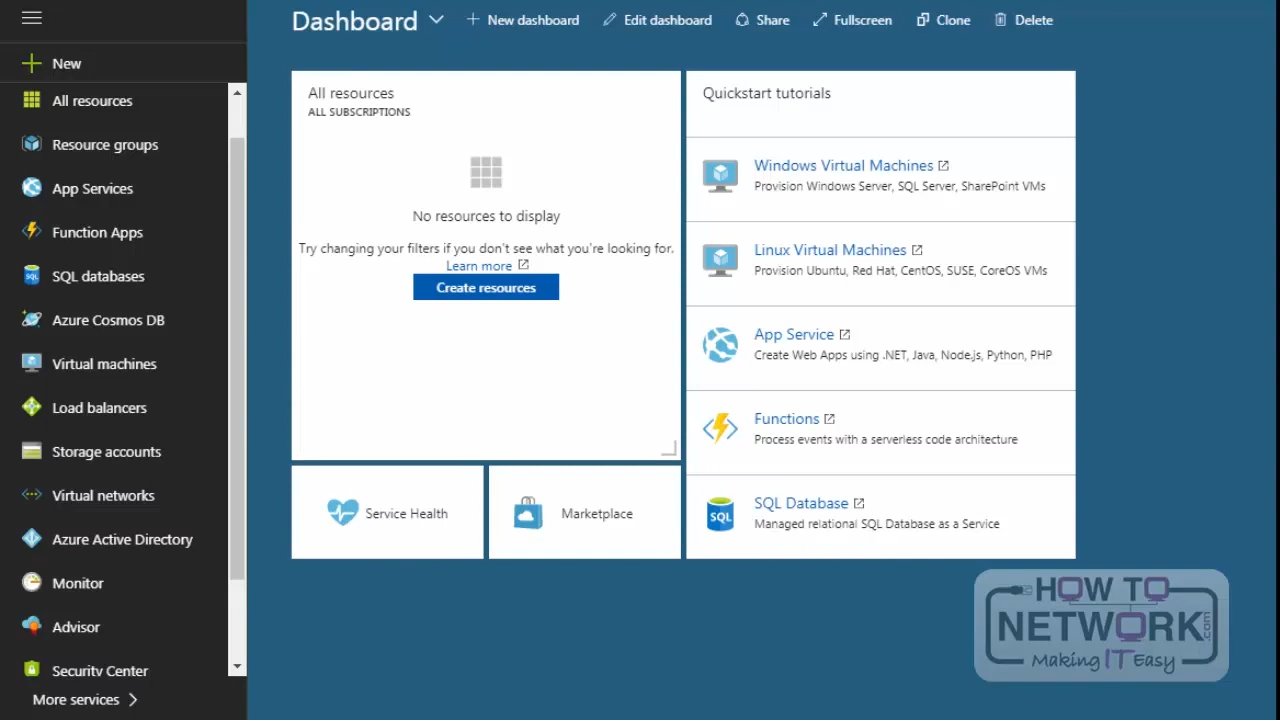 Dashboard
New dashboard
Edit dashboard
Share
Fullscreen
Clone
Delete
New
All resources
Resource groups
App Services
Function Apps
SQL databases
Azure Cosmos DB
Virtual machines
Load balancers
Storage accounts
Virtual networks
Azure Active Directory
Monitor
Advisor
Security Center
More services
All resources
ALL SUBSCRIPTIONS
No resources to display
Try changing your filters if you don't see what you're looking for.
Learn more
Create resources
Service Health
Marketplace
Quickstart tutorials
Windows Virtual Machines
Provision Windows Server, SQL Server, SharePoint VMs
Linux Virtual Machines
Provision Ubuntu, Red Hat, CentOS, SUSE, CoreOS VMs
App Service
Create Web Apps using .NET, Java, Node.js, Python, PHP
Functions
Process events with a serverless code architecture
SQL
SQL Database
Managed relational SQL Database as a Service
HOW TO
NETWORK.com
Making IT Easy